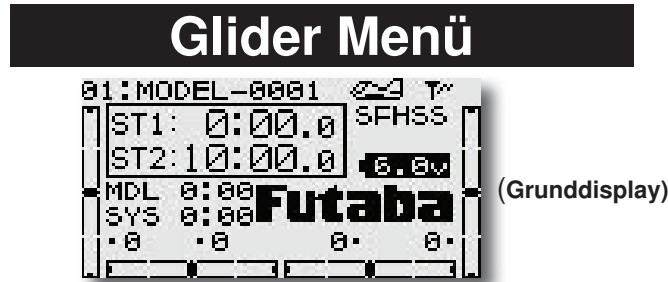 Glider Menü
01:MODEL-0001
ST1: 0:00.0 SFHSS
ST2:10:00.0 6.0v
MDL 0:00
SYS 0:00 Futaba
(Grunddisplay)
·0 ·0 0· 0·